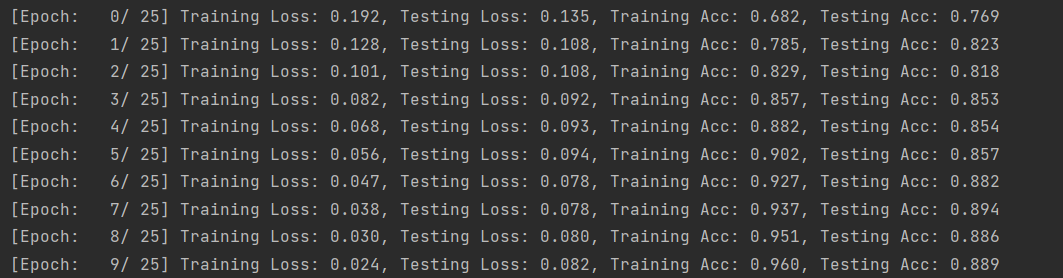 [Epoch:   0/ 25] Training Loss: 0.192, Testing Loss: 0.135, Training Acc: 0.682, Testing Acc: 0.769
[Epoch:   1/ 25] Training Loss: 0.128, Testing Loss: 0.108, Training Acc: 0.785, Testing Acc: 0.823
[Epoch:   2/ 25] Training Loss: 0.101, Testing Loss: 0.108, Training Acc: 0.829, Testing Acc: 0.818
[Epoch:   3/ 25] Training Loss: 0.082, Testing Loss: 0.092, Training Acc: 0.857, Testing Acc: 0.853
[Epoch:   4/ 25] Training Loss: 0.068, Testing Loss: 0.093, Training Acc: 0.882, Testing Acc: 0.854
[Epoch:   5/ 25] Training Loss: 0.056, Testing Loss: 0.094, Training Acc: 0.902, Testing Acc: 0.857
[Epoch:   6/ 25] Training Loss: 0.047, Testing Loss: 0.078, Training Acc: 0.927, Testing Acc: 0.882
[Epoch:   7/ 25] Training Loss: 0.038, Testing Loss: 0.078, Training Acc: 0.937, Testing Acc: 0.894
[Epoch:   8/ 25] Training Loss: 0.030, Testing Loss: 0.080, Training Acc: 0.951, Testing Acc: 0.886
[Epoch:   9/ 25] Training Loss: 0.024, Testing Loss: 0.082, Training Acc: 0.960, Testing Acc: 0.889